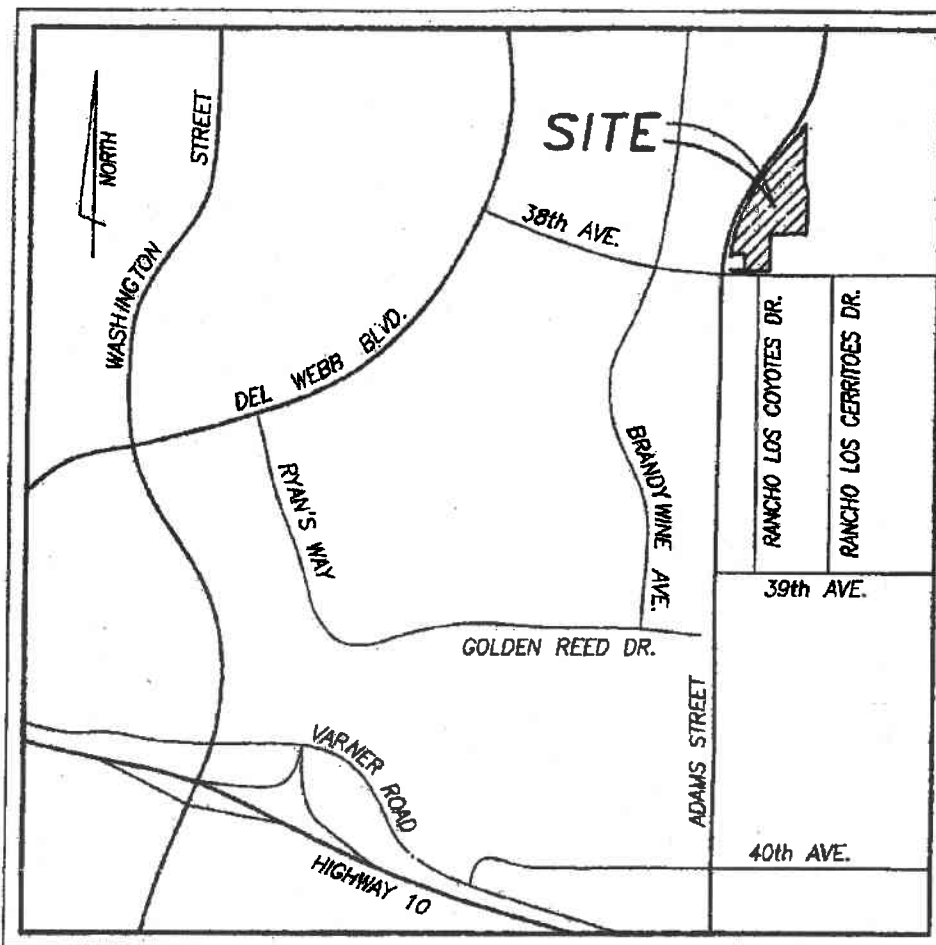 NORTH
STREET
WASHINGTON
SITE
38th AVE.
DEL WEBB BLVD.
RYAN'S WAY
BRANDYWINE AVE.
RANCHO LOS COYOTES DR.
RANCHO LOS CERRITOES DR.
39th AVE.
GOLDEN REED DR.
ADAMS STREET
VARNER ROAD
HIGHWAY 10
40th AVE.